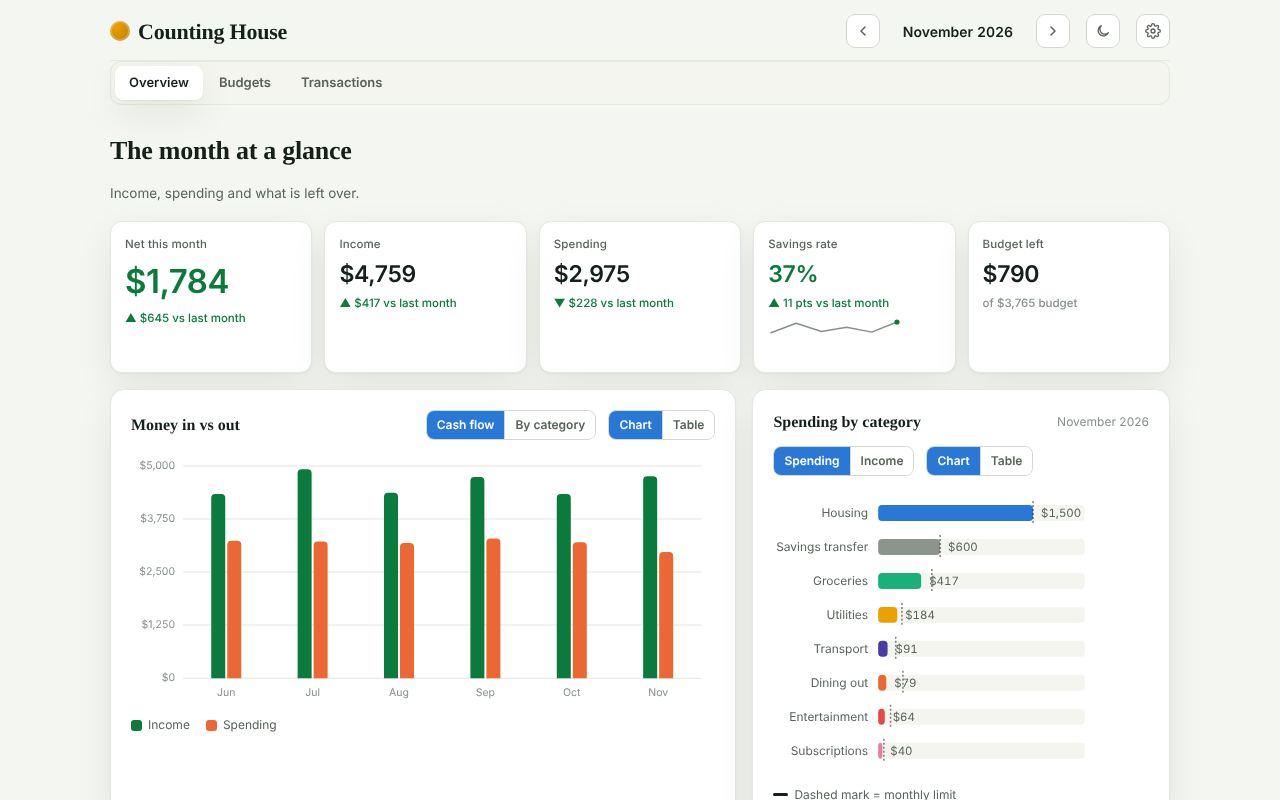 Counting House
November 2026
Overview
Budgets
Transactions
The month at a glance
Income, spending and what is left over.
Net this month
$1,784
▲ $645 vs last month
Income
$4,759
▲ $417 vs last month
Spending
$2,975
▼ $228 vs last month
Savings rate
37%
▲ 11 pts vs last month
Budget left
$790
of $3,765 budget
Money in vs out
Cash flow
By category
Chart
Table
$5,000
$3,750
$2,500
$1,250
$0
Jun
Jul
Aug
Sep
Oct
Nov
Income
Spending
Spending by category
November 2026
Spending
Income
Chart
Table
Housing $1,500
Savings transfer $600
Groceries $417
Utilities $184
Transport $91
Dining out $79
Entertainment $64
Subscriptions $40
Dashed mark = monthly limit